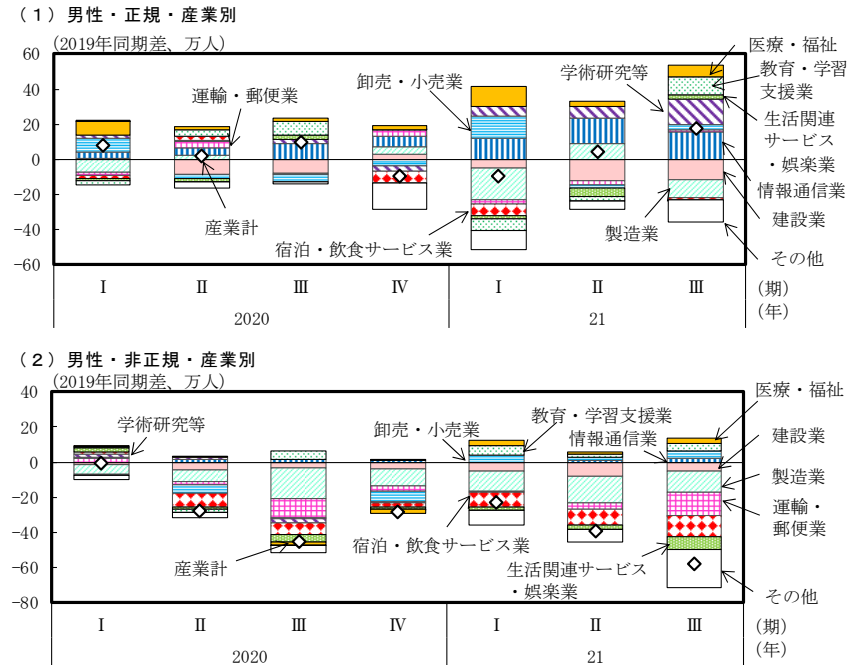 （１）男性・正規・産業別
(2019年同期差、万人)
60
40
20
0
−20
−40
−60
運輸・郵便業
卸売・小売業
学術研究等
医療・福祉
教育・学習
支援業
生活関連
サービス
・娯楽業
情報通信業
建設業
製造業
その他
産業計
宿泊・飲食サービス業
Ⅰ Ⅱ Ⅲ Ⅳ Ⅰ Ⅱ Ⅲ (期)
2020 21 (年)
（２）男性・非正規・産業別
(2019年同期差、万人)
40
20
0
−20
−40
−60
−80
学術研究等
卸売・小売業
教育・学習支援業
情報通信業
医療・福祉
建設業
製造業
運輸・
郵便業
宿泊・飲食サービス業
産業計
生活関連サービス
・娯楽業
その他
Ⅰ Ⅱ Ⅲ Ⅳ Ⅰ Ⅱ Ⅲ (期)
2020 21 (年)